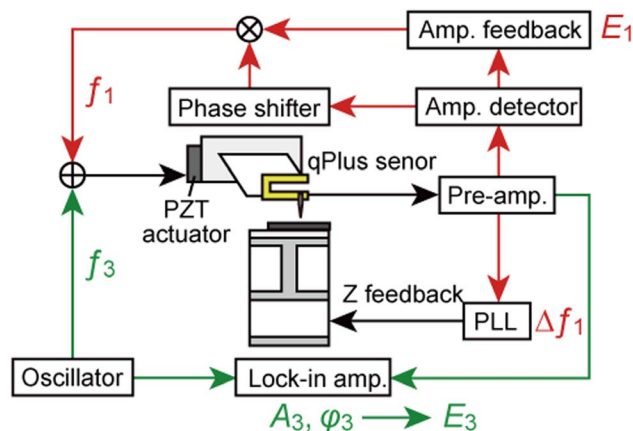 ⊗
Amp. feedback
E1
f1
Phase shifter
Amp. detector
qPlus senor
⊕
PZT
actuator
Pre-amp.
f3
Z feedback
PLL
Δf1
Oscillator
Lock-in amp.
A3, φ3 → E3